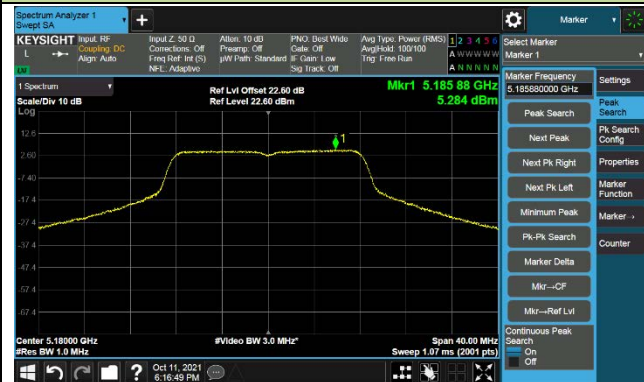 Spectrum Analyzer 1
Swept SA
+
Marker
KEYSIGHT
L
Input: RF
Coupling: DC
Align: Auto
Input Z: 50 Ω
Corrections: Off
Freq Ref: Int (S)
NFE: Adaptive
Atten: 10 dB
Preamp: Off
µW Path: Standard
PNO: Best Wide
Gate: Off
IF Gain: Low
Sig Track: Off
Avg Type: Power (RMS)
Avg|Hold: 100/100
Trig: Free Run
1 2 3 4 5 6
A W W W W W
A N N N N N
Select Marker
Marker 1
1 Spectrum
Scale/Div 10 dB
Log
Ref Lvl Offset 22.60 dB
Ref Level 22.60 dBm
Mkr1 5.185 88 GHz
5.284 dBm
12.6
2.60
-7.40
-17.4
-27.4
-37.4
-47.4
-57.4
-67.4
1
Center 5.18000 GHz
#Res BW 1.0 MHz
#Video BW 3.0 MHz*
Span 40.00 MHz
Sweep 1.07 ms (2001 pts)
Marker Frequency
5.185880000 GHz
Peak Search
Next Peak
Next Pk Right
Next Pk Left
Minimum Peak
Pk-Pk Search
Marker Delta
Mkr→CF
Mkr→Ref Lvl
Continuous Peak
Search
On
Off
Settings
Peak
Search
Pk Search
Config
Properties
Marker
Function
Marker→
Counter
?
Oct 11, 2021
6:16:49 PM